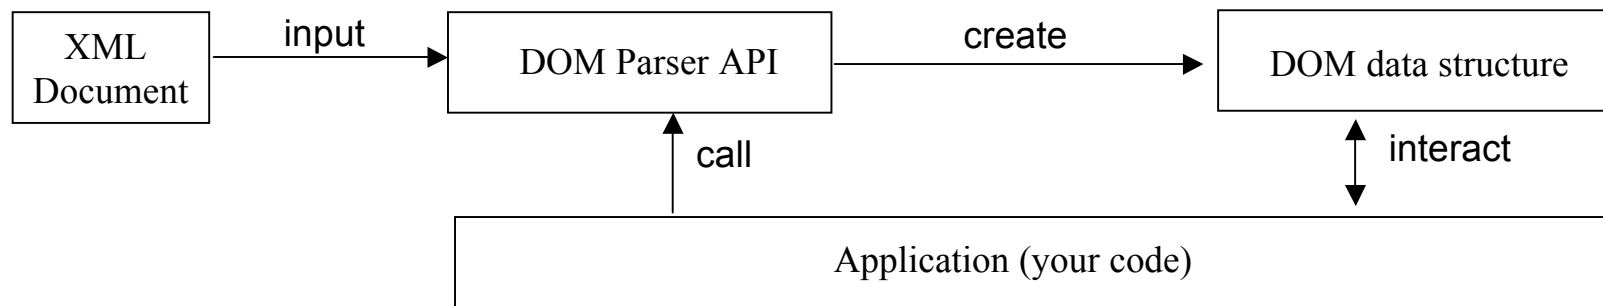 XML
Document
input
DOM Parser API
create
DOM data structure
call
interact
Application (your code)